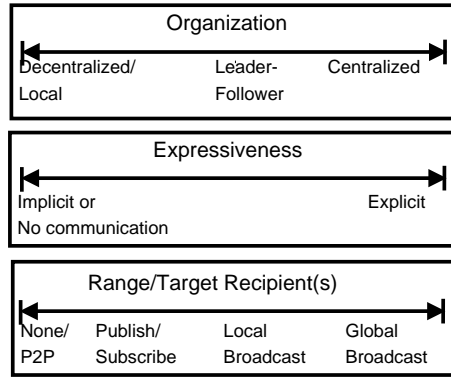 Organization
Decentralized/ Leader- Centralized
Local Follower
Expressiveness
Implicit or Explicit
No communication
Range/Target Recipient(s)
None/ Publish/ Local Global
P2P Subscribe Broadcast Broadcast